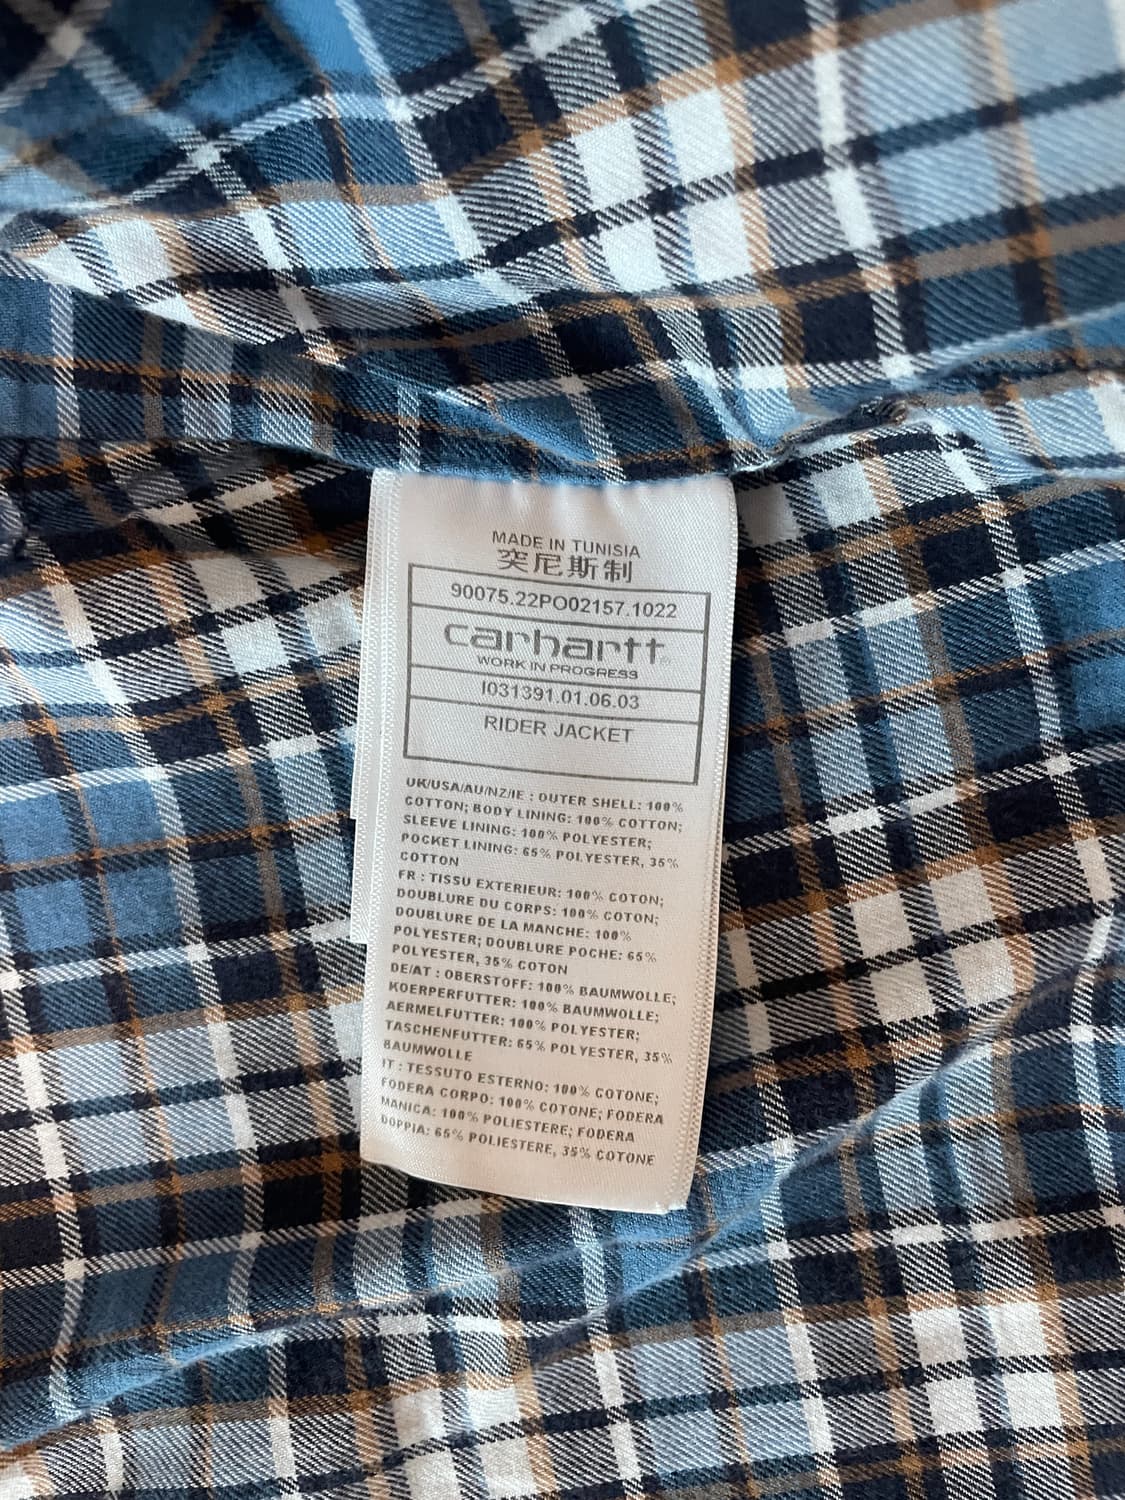 MADE IN TUNISIA
突尼斯制
90075.22PO02157.1022
carhartt
WORK IN PROGRESS
I031391.01.06.03
RIDER JACKET
UK/USA/AU/NZ/IE : OUTER SHELL: 100%
COTTON; BODY LINING: 100% COTTON;
SLEEVE LINING: 100% POLYESTER;
POCKET LINING: 65% POLYESTER, 35%
COTTON
FR : TISSU EXTERIEUR: 100% COTON;
DOUBLURE DU CORPS: 100% COTON;
DOUBLURE DE LA MANCHE: 100%
POLYESTER; DOUBLURE POCHE: 65%
POLYESTER, 35% COTON
DE/AT : OBERSTOFF: 100% BAUMWOLLE;
KOERPERFUTTER: 100% BAUMWOLLE;
AERMELFUTTER: 100% POLYESTER;
TASCHENFUTTER: 65% POLYESTER, 35%
BAUMWOLLE
IT : TESSUTO ESTERNO: 100% COTONE;
FODERA CORPO: 100% COTONE; FODERA
MANICA: 100% POLIESTERE; FODERA
DOPPIA: 65% POLIESTERE, 35% COTONE